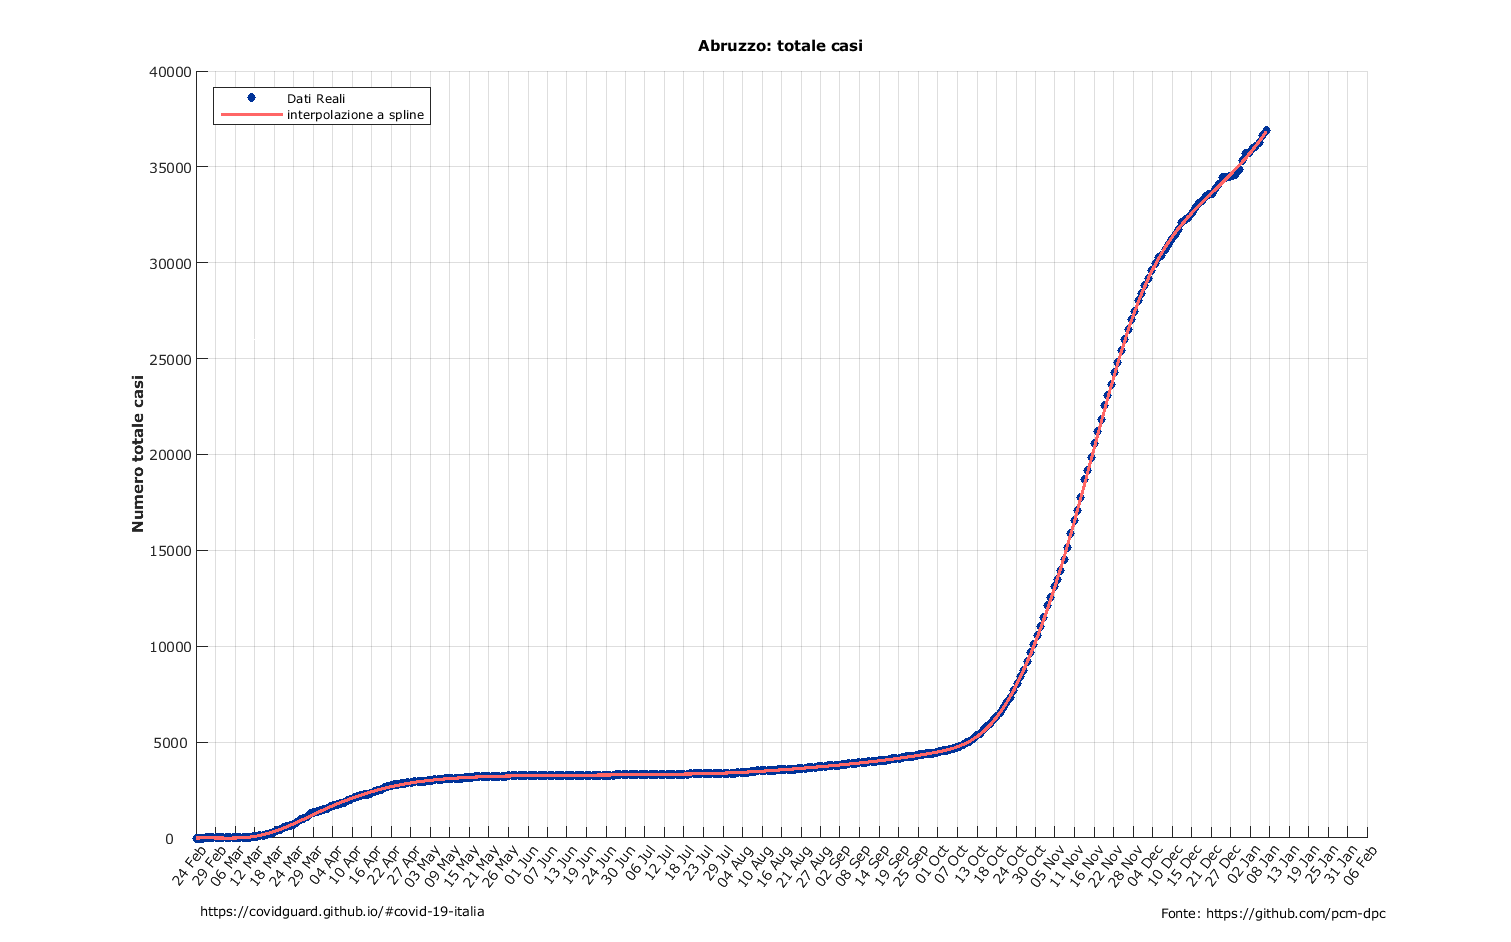 Abruzzo: totale casi
40000
35000
30000
25000
20000
15000
10000
5000
0
Numero totale casi
Dati Reali
interpolazione a spline
24 Feb
29 Feb
06 Mar
12 Mar
18 Mar
24 Mar
29 Mar
04 Apr
10 Apr
16 Apr
22 Apr
27 Apr
03 May
09 May
15 May
21 May
26 May
01 Jun
07 Jun
13 Jun
19 Jun
24 Jun
30 Jun
06 Jul
12 Jul
18 Jul
23 Jul
29 Jul
04 Aug
10 Aug
16 Aug
21 Aug
27 Aug
02 Sep
08 Sep
14 Sep
19 Sep
25 Sep
01 Oct
07 Oct
13 Oct
18 Oct
24 Oct
30 Oct
05 Nov
11 Nov
16 Nov
22 Nov
28 Nov
04 Dec
10 Dec
15 Dec
21 Dec
27 Dec
02 Jan
08 Jan
13 Jan
19 Jan
25 Jan
31 Jan
06 Feb
https://covidguard.github.io/#covid-19-italia
Fonte: https://github.com/pcm-dpc